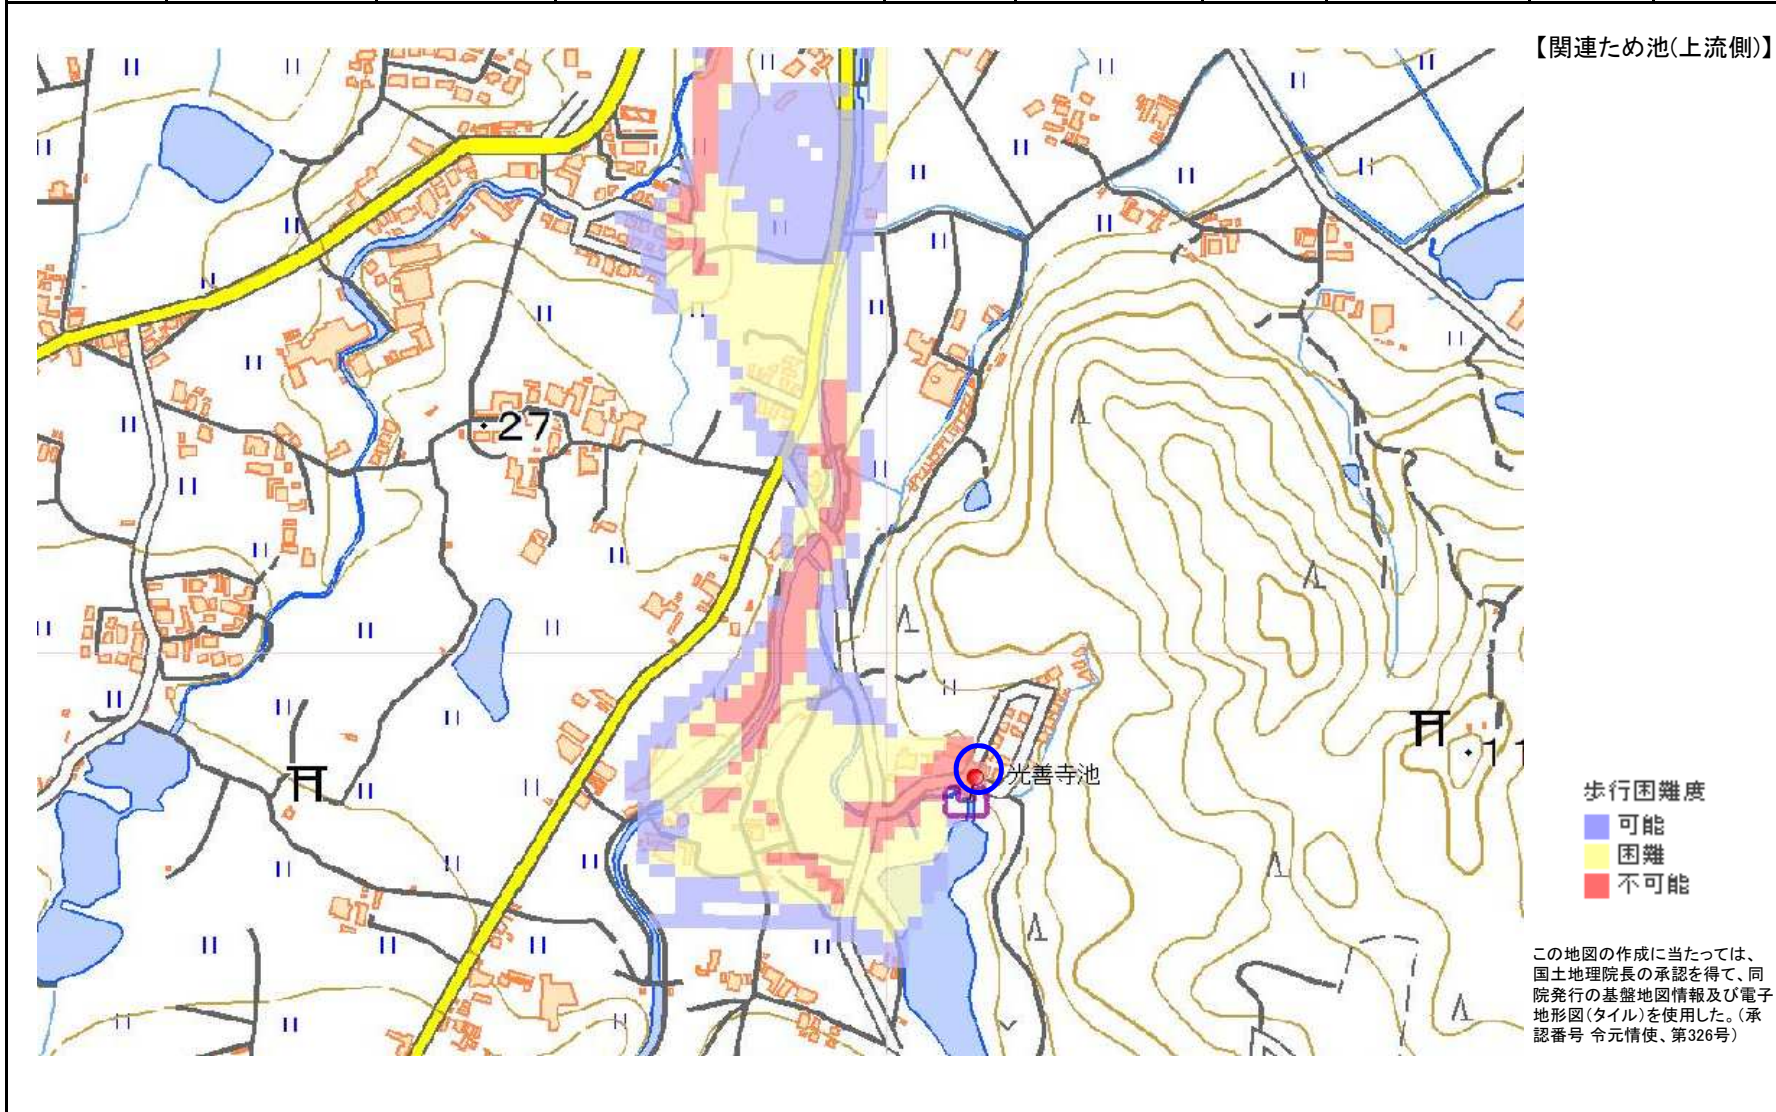 【関連ため池(上流側)】
27
光善寺池
11
歩行困難度
可能
困難
不可能
この地図の作成に当たっては、
国土地理院長の承認を得て、同
院発行の基盤地図情報及び電子
地形図(タイル)を使用した。(承
認番号 令元情使、第326号)